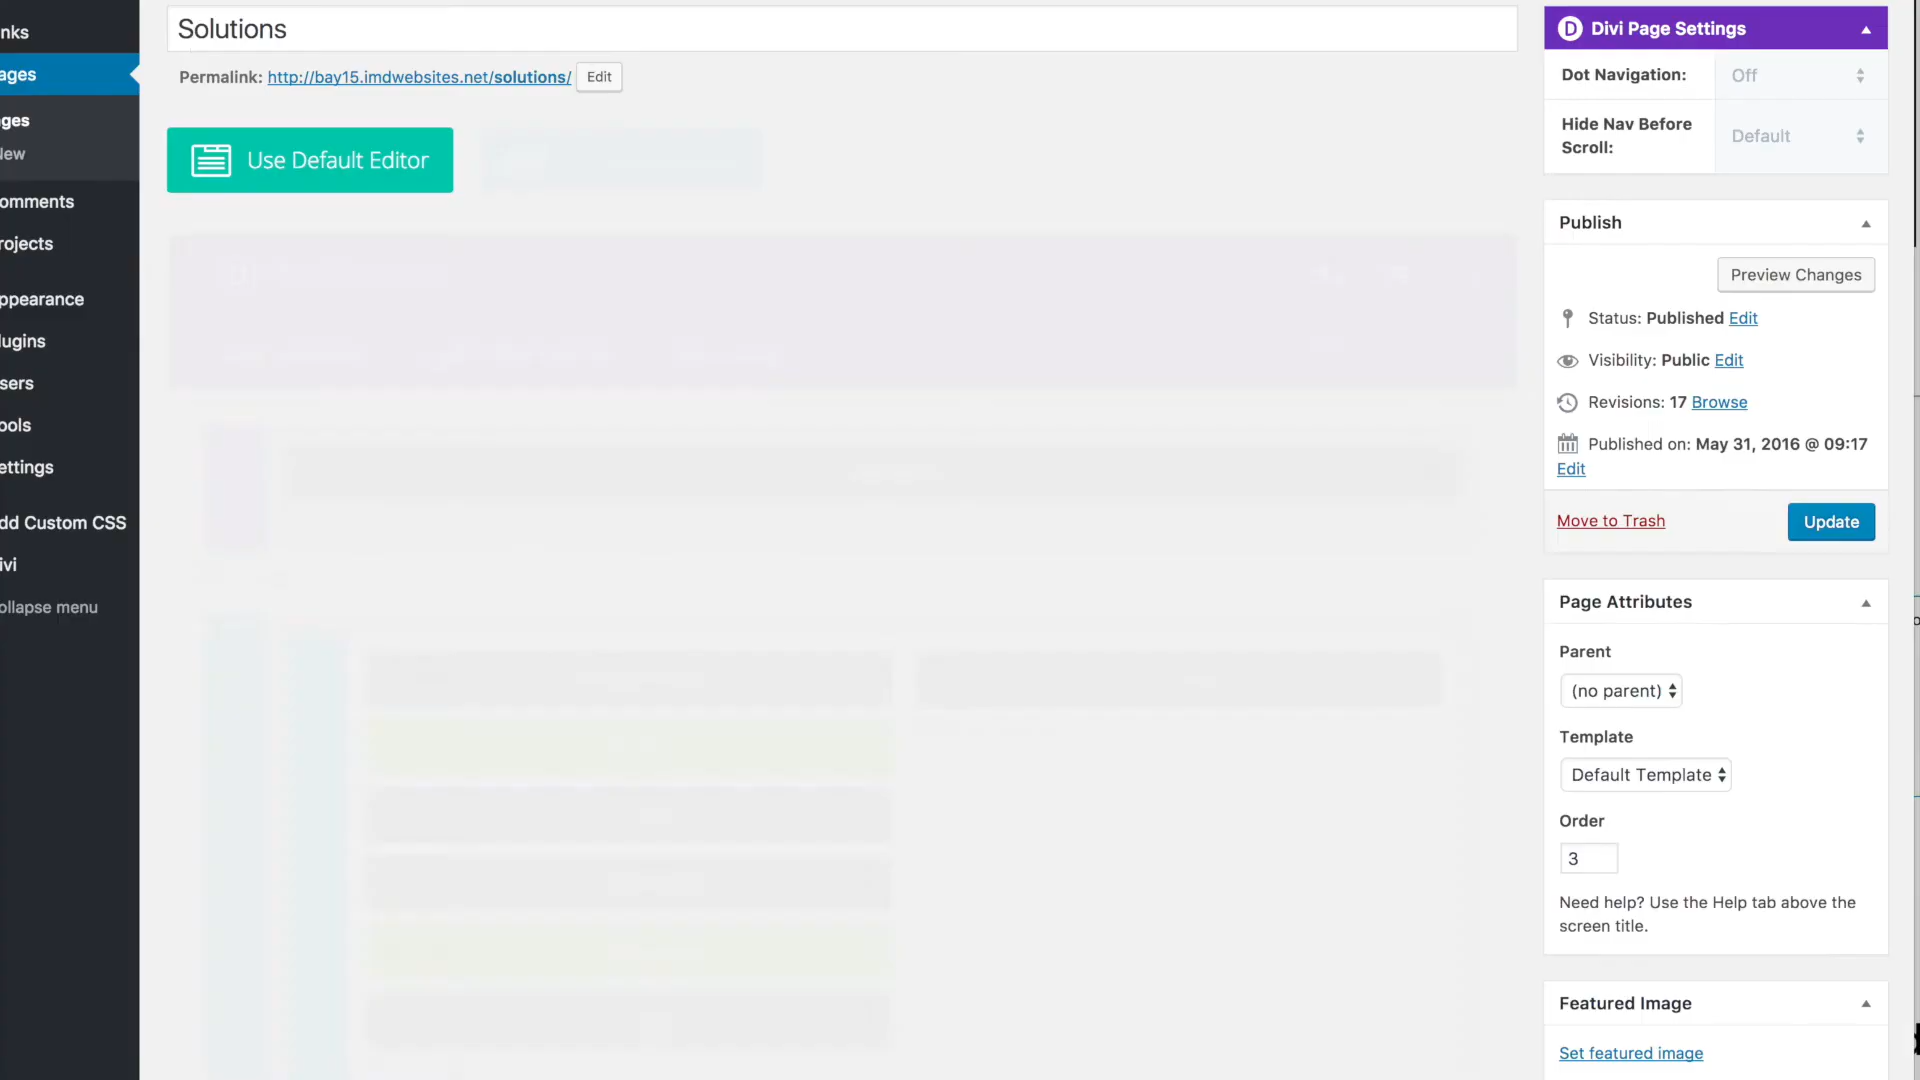 nks
ages
ges
lew
omments
rojects
ppearance
lugins
sers
ools
ettings
dd Custom CSS
ivi
ollapse menu
Solutions
Permalink: http://bay15.imdwebsites.net/solutions/ Edit
Use Default Editor
Divi Page Settings
Dot Navigation: Off
Hide Nav Before
Scroll:
Default
Publish
Preview Changes
Status: Published Edit
Visibility: Public Edit
Revisions: 17 Browse
Published on: May 31, 2016 @ 09:17
Edit
Move to Trash
Update
Page Attributes
Parent
(no parent)
Template
Default Template
Order
3
Need help? Use the Help tab above the
screen title.
Featured Image
Set featured image